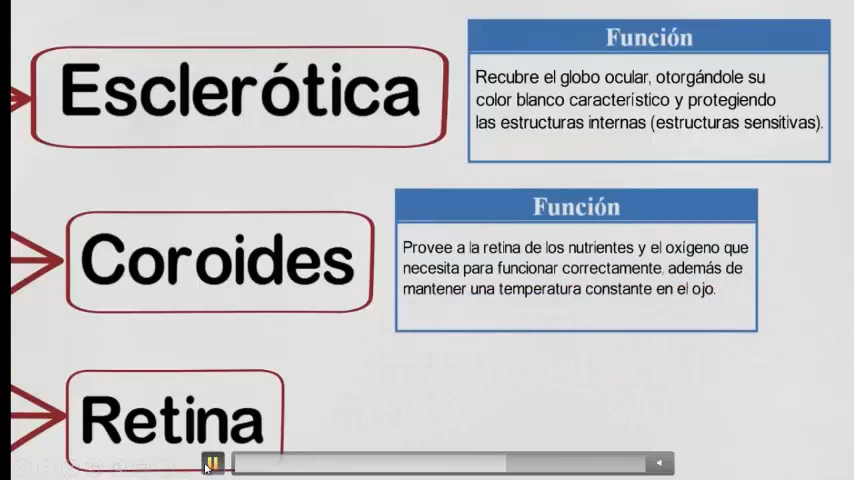 Esclerótica
Función
Recubre el globo ocular, otorgándole su
color blanco característico y protegiendo
las estructuras internas (estructuras sensitivas).
Coroides
Función
Provee a la retina de los nutrientes y el oxígeno que
necesita para funcionar correctamente, además de
mantener una temperatura constante en el ojo.
Retina